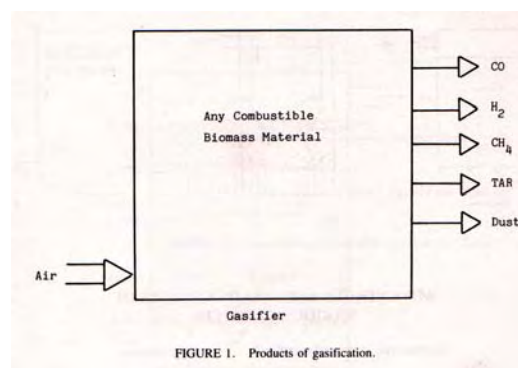 CO
Any Combustible
Biomass Material
H2
CH4
TAR
Dust
Air
Gasifier
FIGURE 1. Products of gasification.